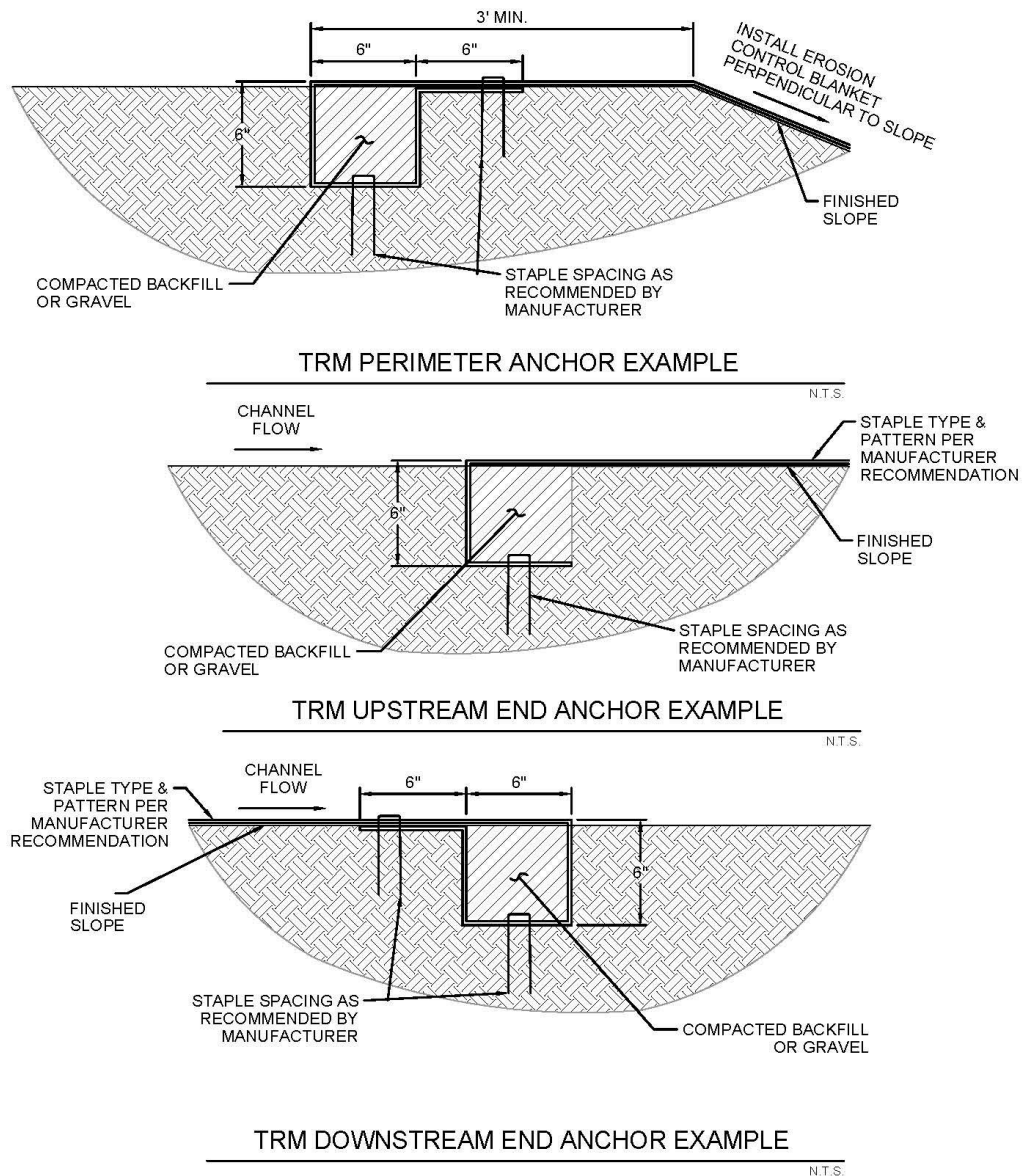 3' MIN.
6"
6"
6"
INSTALL EROSION
CONTROL BLANKET
PERPENDICULAR TO SLOPE
FINISHED
SLOPE
COMPACTED BACKFILL
OR GRAVEL
STAPLE SPACING AS
RECOMMENDED BY
MANUFACTURER
TRM PERIMETER ANCHOR EXAMPLE
N.T.S.
CHANNEL
FLOW
STAPLE TYPE &
PATTERN PER
MANUFACTURER
RECOMMENDATION
6"
FINISHED
SLOPE
COMPACTED BACKFILL
OR GRAVEL
STAPLE SPACING AS
RECOMMENDED BY
MANUFACTURER
TRM UPSTREAM END ANCHOR EXAMPLE
N.T.S.
STAPLE TYPE &
PATTERN PER
MANUFACTURER
RECOMMENDATION
CHANNEL
FLOW
6"
6"
6"
FINISHED
SLOPE
STAPLE SPACING AS
RECOMMENDED BY
MANUFACTURER
COMPACTED BACKFILL
OR GRAVEL
TRM DOWNSTREAM END ANCHOR EXAMPLE
N.T.S.